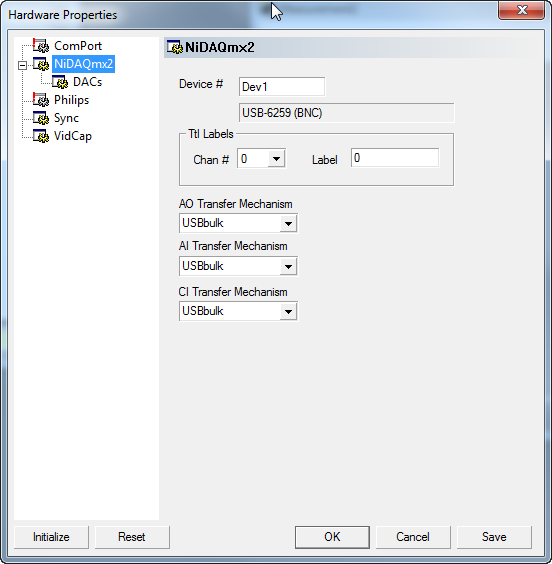 Hardware Properties
ComPort
NiDAQmx2
DACs
Philips
Sync
VidCap
NiDAQmx2
Device # Dev1
USB-6259 (BNC)
Ttl Labels
Chan # 0 Label 0
AO Transfer Mechanism
USBbulk
AI Transfer Mechanism
USBbulk
CI Transfer Mechanism
USBbulk
Initialize Reset OK Cancel Save